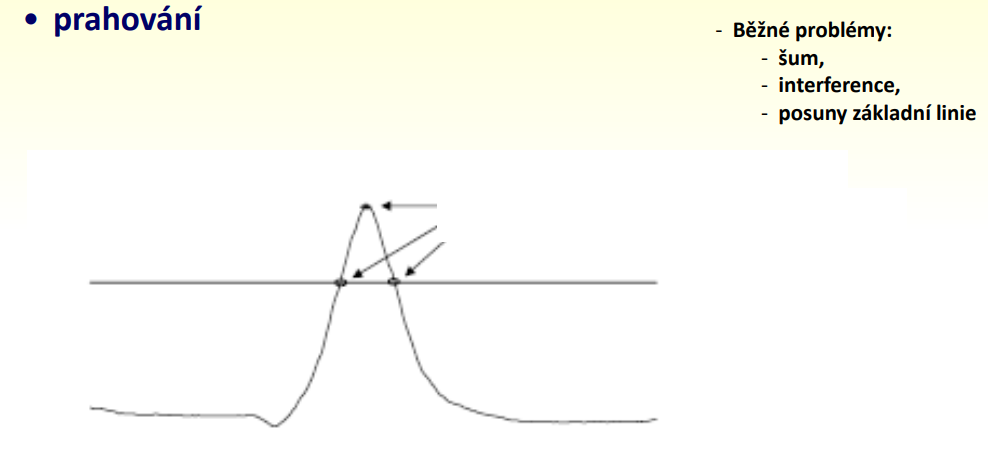 • prahování
- Běžné problémy:
- šum,
- interference,
- posuny základní linie